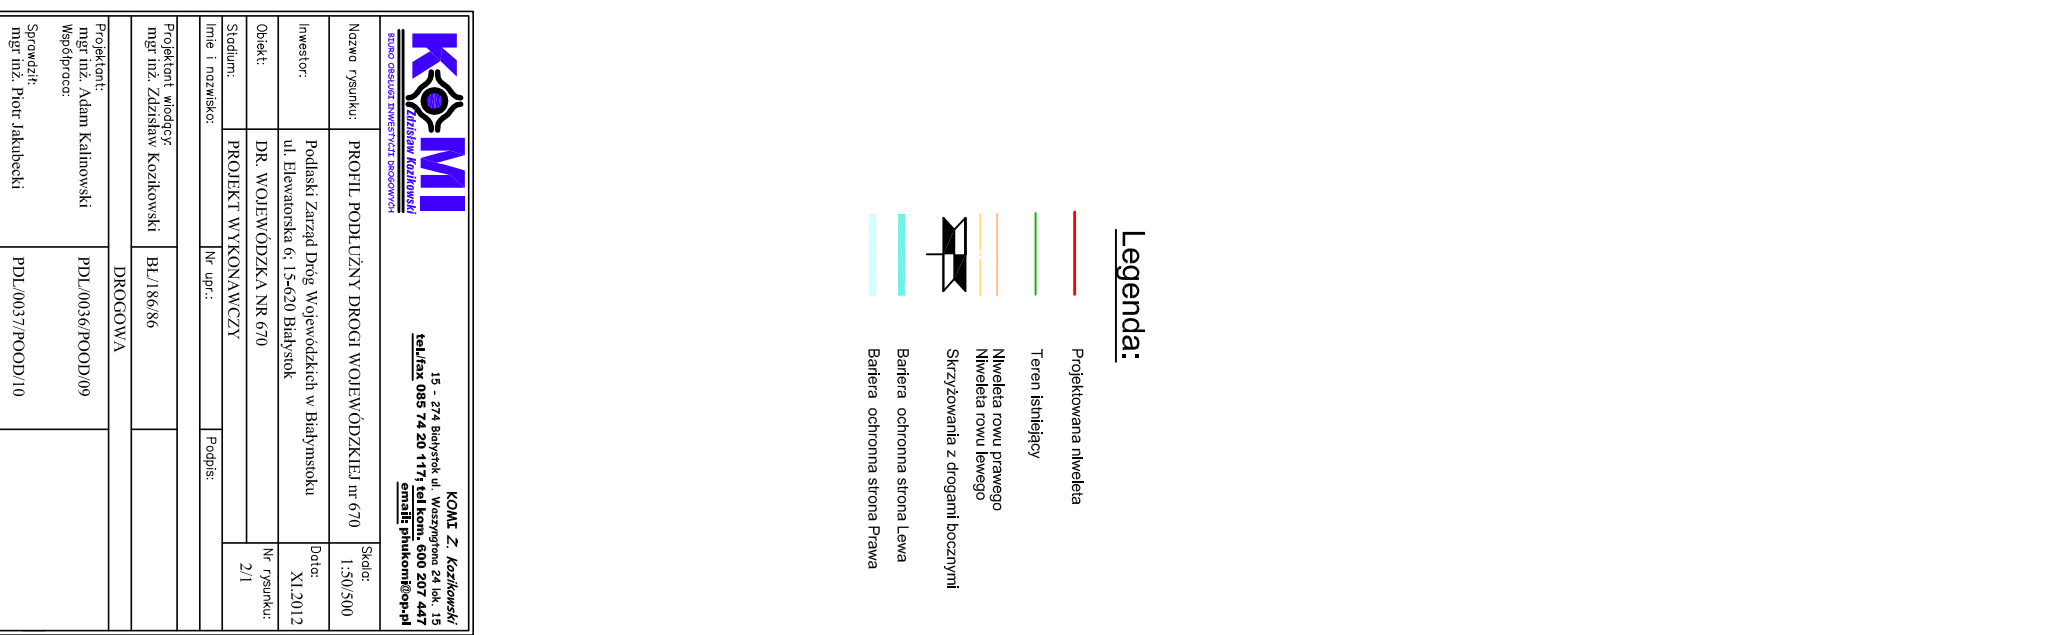 Legenda:
Projektowana niweleta
Teren istniejący
Niweleta rowu prawego
Niweleta rowu lewego
Skrzyżowania z drogami bocznymi
Bariera ochronna strona Lewa
Bariera ochronna strona Prawa
KOMI
Zdzisław Kozikowski
BIURO OBSŁUGI INWESTYCJI DROGOWYCH
KOMI Z. Kozikowski
15 - 274 Białystok ul. Waszyngtona 24 lok. 15
tel./fax 085 74 20 117; tel kom. 600 207 447
email: phukomi@op.pl
Nazwa rysunku:
PROFIL PODŁUŻNY DROGI WOJEWÓDZKIEJ nr 670
Skala:
1:50/500
Inwestor:
Podlaski Zarząd Dróg Wojewódzkich w Białymstoku
ul. Elewatorska 6; 15-620 Białystok
Data:
XI.2012
Obiekt:
DR. WOJEWÓDZKA NR 670
Nr rysunku:
2/1
Stadium:
PROJEKT WYKONAWCZY
Imie i nazwisko:
Nr upr.:
Podpis:
Projektant wiodący:
mgr inż. Zdzisław Kozikowski
BŁ/186/86
DROGOWA
Projektant:
mgr inż. Adam Kalinowski
PDL/0036/POOD/09
Współpraca:
Sprawdził:
mgr inż. Piotr Jakubecki
PDL/0037/POOD/10